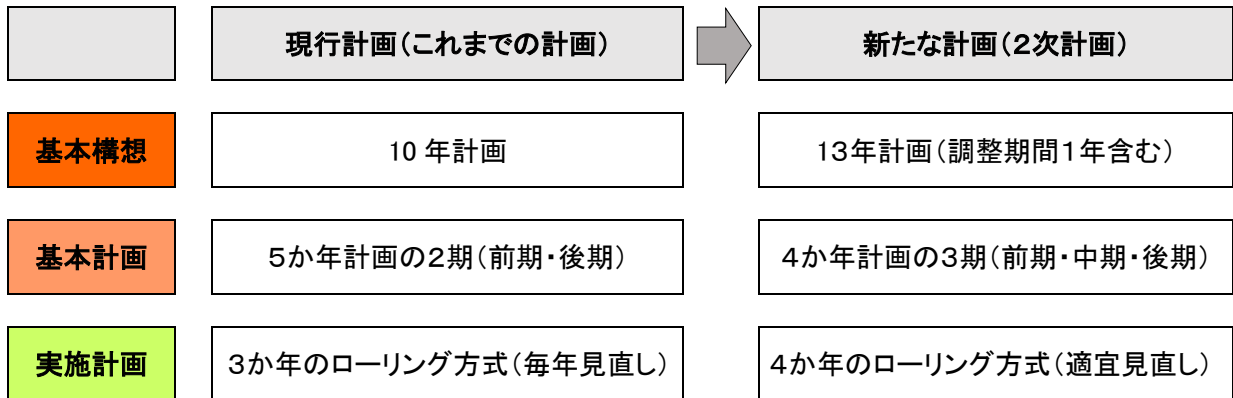 現行計画(これまでの計画)
新たな計画(2次計画)
基本構想
10 年計画
13年計画(調整期間1年含む)
基本計画
5か年計画の2期(前期・後期)
4か年計画の3期(前期・中期・後期)
実施計画
3か年のローリング方式(毎年見直し)
4か年のローリング方式(適宜見直し)